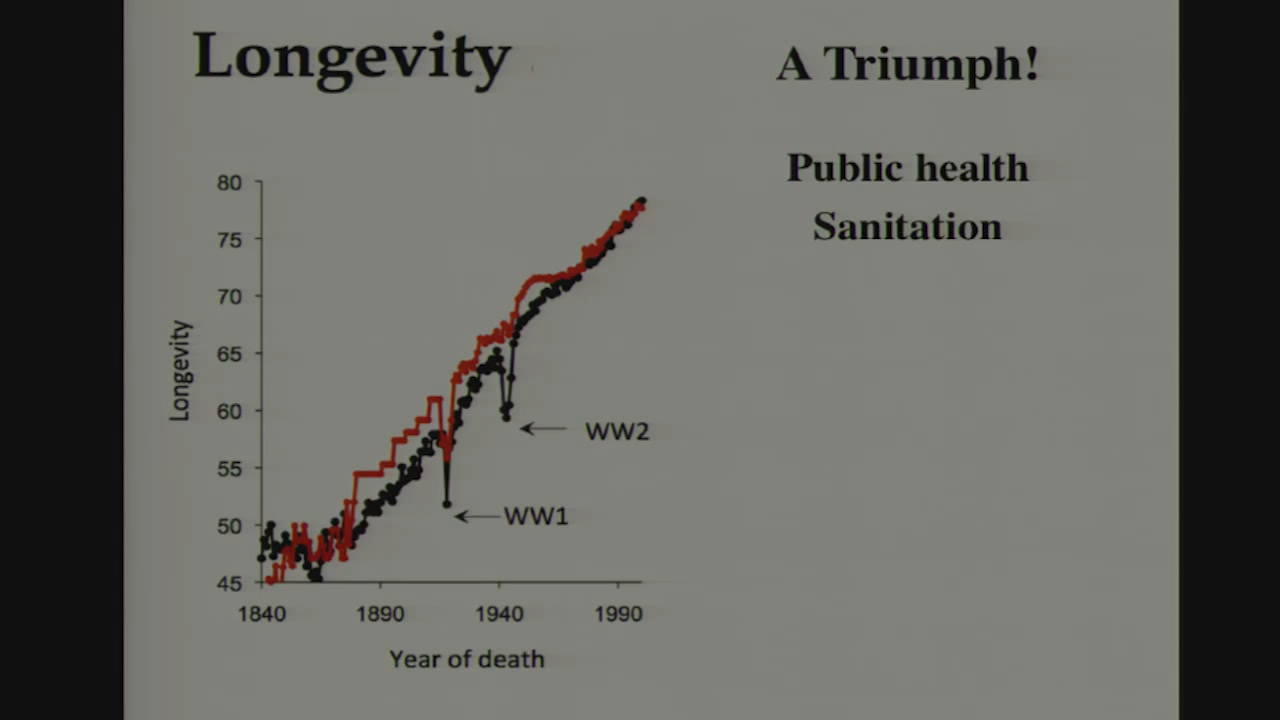 Longevity
A Triumph!
Public health
Sanitation
80
75
70
65
60
55
50
45
Longevity
WW2
WW1
1840
1890
1940
1990
Year of death